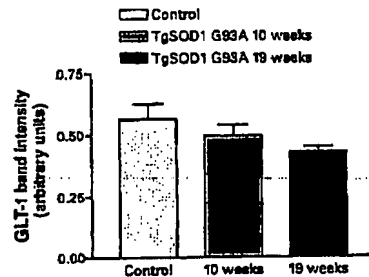 Control
TgSOD1 G93A 10 weeks
TgSOD1 G93A 19 weeks
GLT-1 band intensity
(arbitrary units)
0.75
0.50
0.25
0.00
Control
10 weeks
19 weeks